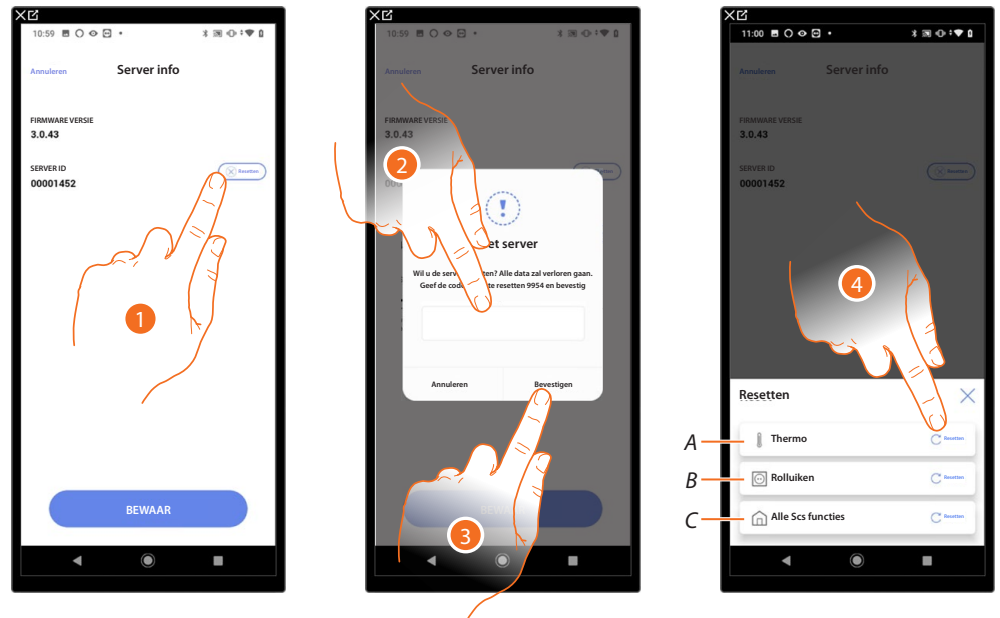 10:59
Annuleren Server info
FIRMWARE VERSIE
3.0.43
SERVER ID
00001452
Resetten
1
BEWAAR
10:59
Annuleren Server info
FIRMWARE VERSIE
3.0.43
2
et server
Wil u de serv ten? Alle data zal verloren gaan.
Geef de code te resetten 9954 en bevestig
Annuleren Bevestigen
3
11:00
Annuleren Server info
FIRMWARE VERSIE
3.0.43
SERVER ID
00001452
Resetten
4
Resetten
A Thermo Resetten
B Rolluiken Resetten
C Alle Scs functies Resetten